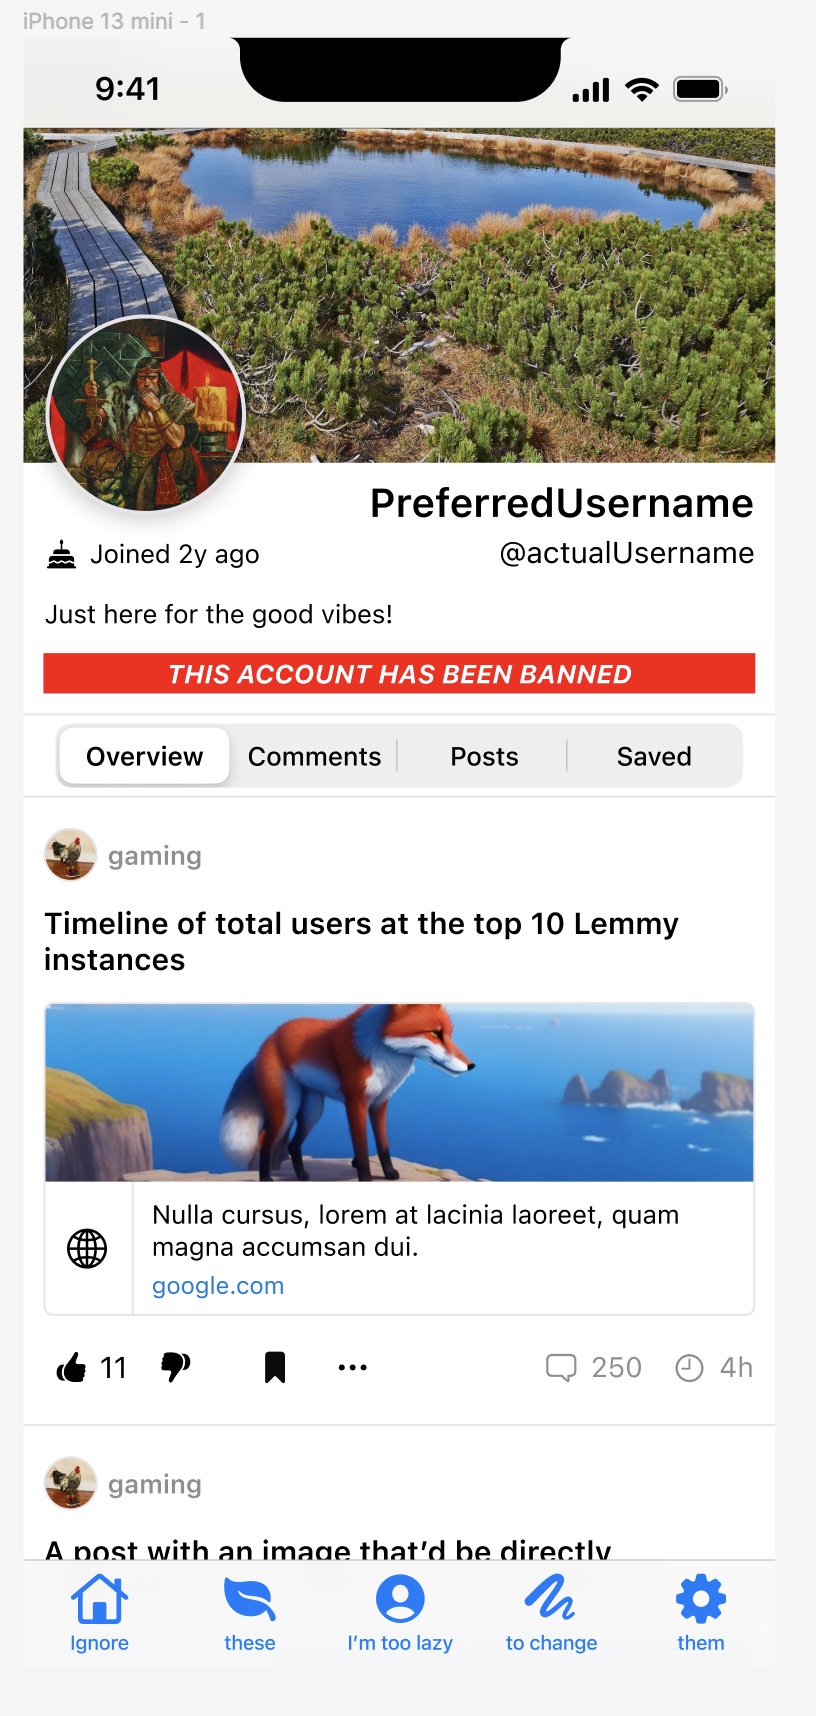 iPhone 13 mini - 1
9:41
PreferredUsername
Joined 2y ago
@actualUsername
Just here for the good vibes!
THIS ACCOUNT HAS BEEN BANNED
Overview
Comments
Posts
Saved
gaming
Timeline of total users at the top 10 Lemmy
instances
Nulla cursus, lorem at lacinia laoreet, quam
magna accumsan dui.
google.com
11
250
4h
gaming
A post with an image that’d be directly
Ignore
these
I’m too lazy
to change
them